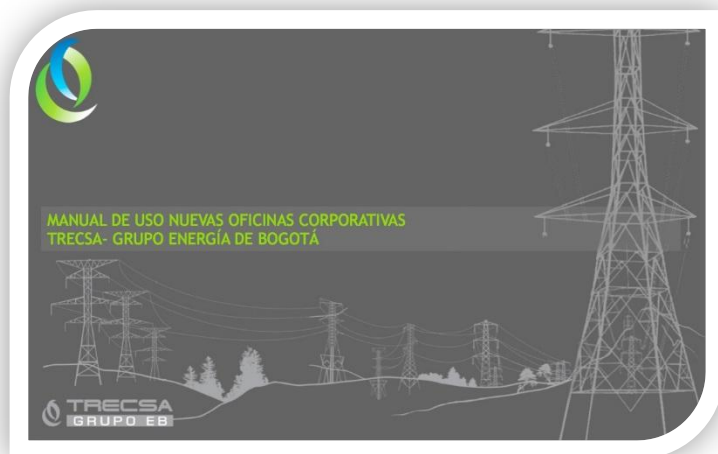 MANUAL DE USO NUEVAS OFICINAS CORPORATIVAS
TRECSA- GRUPO ENERGÍA DE BOGOTÁ
TRECSA
GRUPO EB